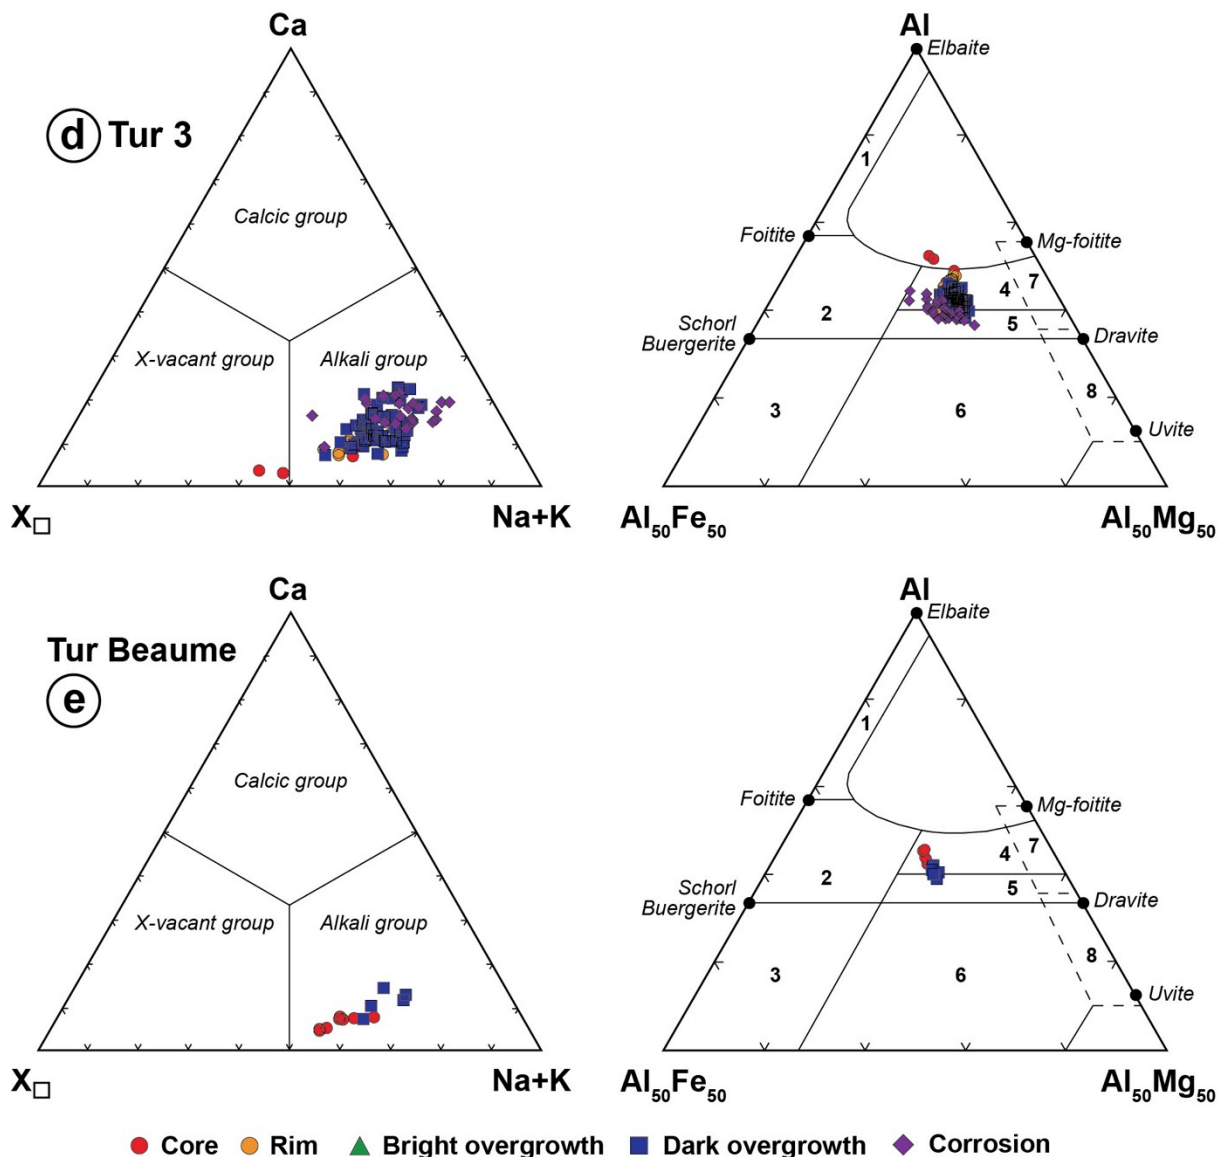 Ca
Al
Elbaite
d Tur 3
1
Calcic group
Foitite
Mg-foitite
7
4
2
5
X-vacant group
Alkali group
Schorl
Buergerite
Dravite
3
6
8
Uvite
X□
Na+K
Al₅₀Fe₅₀
Al₅₀Mg₅₀
Ca
Al
Elbaite
Tur Beaume
e
1
Calcic group
Foitite
Mg-foitite
7
4
2
5
X-vacant group
Alkali group
Schorl
Buergerite
Dravite
3
6
8
Uvite
X□
Na+K
Al₅₀Fe₅₀
Al₅₀Mg₅₀
Core Rim Bright overgrowth Dark overgrowth Corrosion